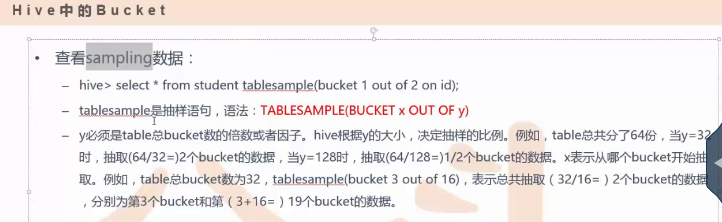 Hive中的Bucket
• 查看sampling数据：
– hive> select * from student tablesample(bucket 1 out of 2 on id);
– tablesample是抽样语句，语法：TABLESAMPLE(BUCKET x OUT OF y)
– y必须是table总bucket数的倍数或者因子。hive根据y的大小，决定抽样的比例。例如，table总共分了64份，当y=32
时，抽取(64/32=)2个bucket的数据，当y=128时，抽取(64/128=)1/2个bucket的数据。x表示从哪个bucket开始抽
取。例如，table总bucket数为32，tablesample(bucket 3 out of 16)，表示总共抽取（32/16=）2个bucket的数据
，分别为第3个bucket和第（3+16=）19个bucket的数据。